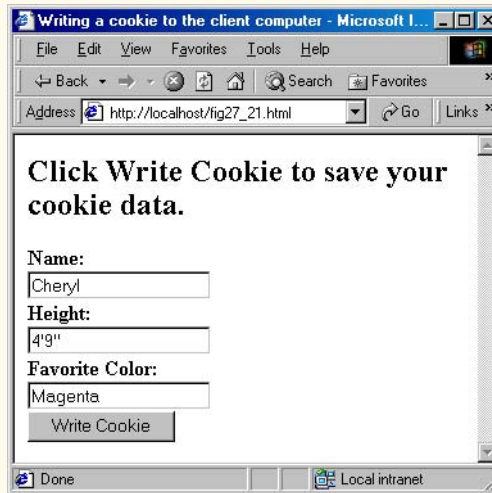 Writing a cookie to the client computer - Microsoft I...
File Edit View Favorites Tools Help
Back Search Favorites »
Address http://localhost/fig27_21.html Go Links »
Click Write Cookie to save your
cookie data.
Name:
Cheryl
Height:
4'9"
Favorite Color:
Magenta
Write Cookie
Done Local intranet